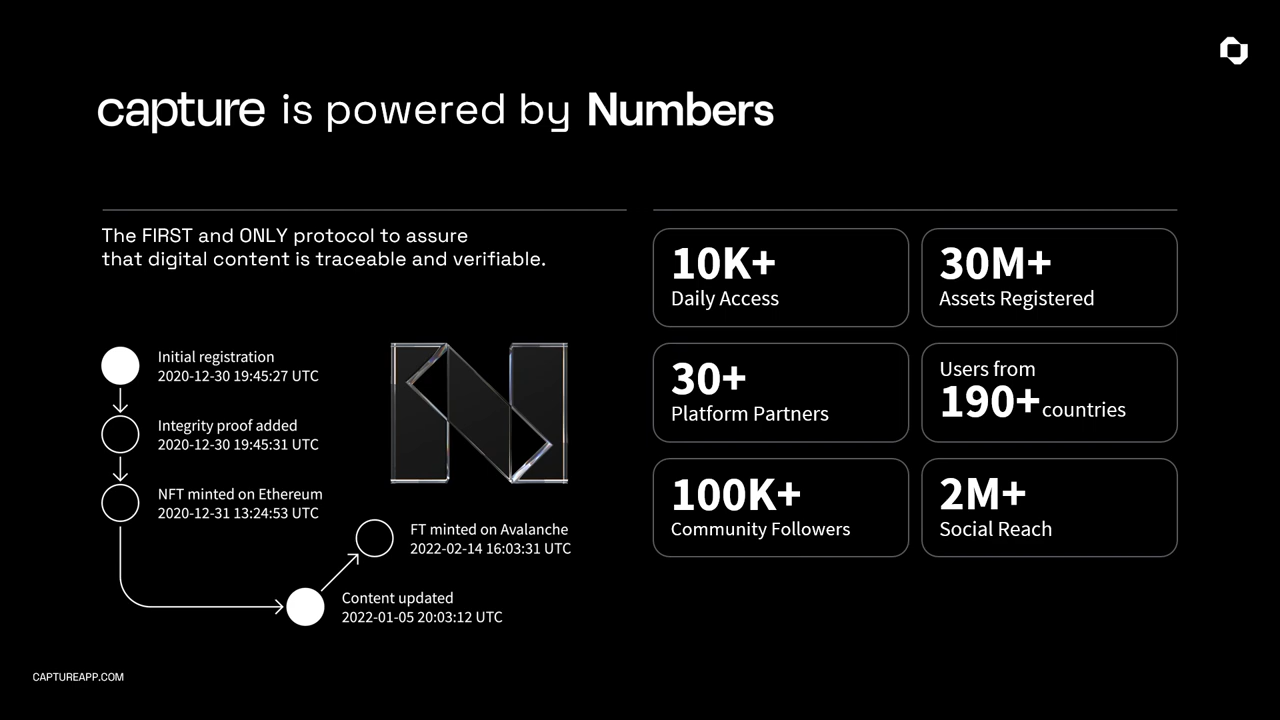 capture is powered by Numbers
The FIRST and ONLY protocol to assure
that digital content is traceable and verifiable.
Initial registration
2020-12-30 19:45:27 UTC
Integrity proof added
2020-12-30 19:45:31 UTC
NFT minted on Ethereum
2020-12-31 13:24:53 UTC
FT minted on Avalanche
2022-02-14 16:03:31 UTC
Content updated
2022-01-05 20:03:12 UTC
N
10K+
Daily Access
30M+
Assets Registered
30+
Platform Partners
Users from
190+ countries
100K+
Community Followers
2M+
Social Reach
CAPTUREAPP.COM